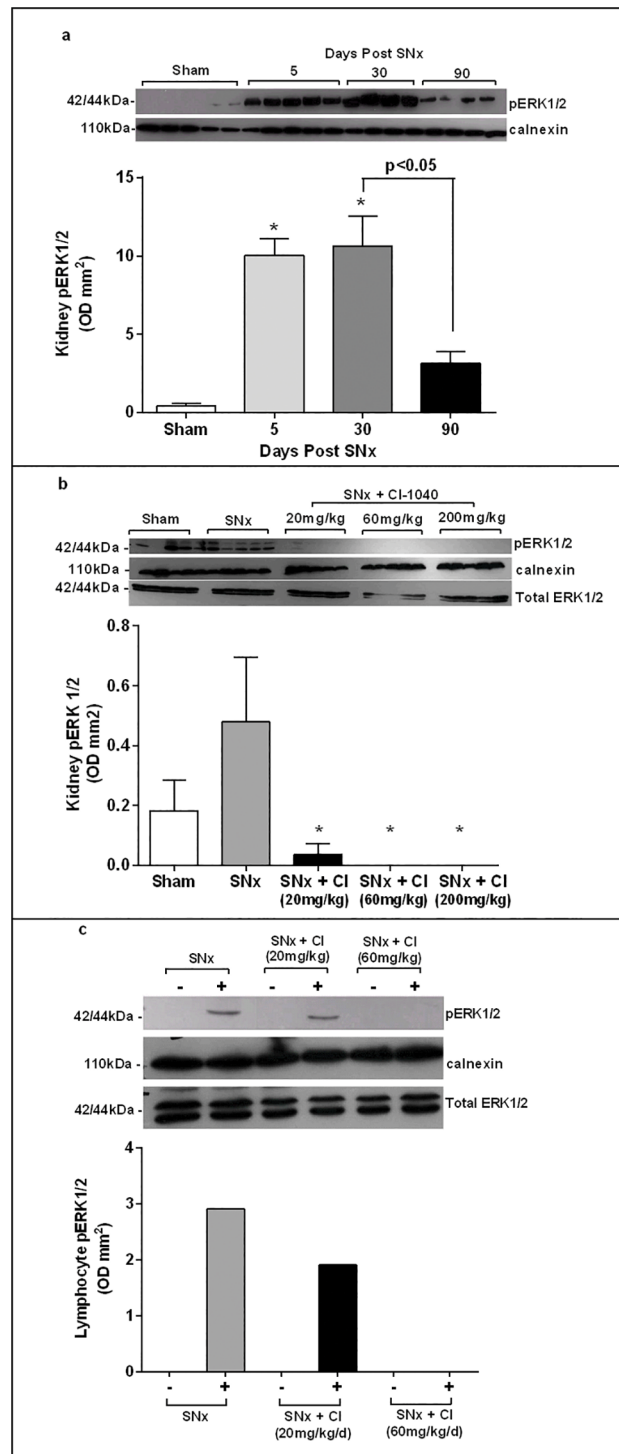 a
Days Post SNx
Sham 5 30 90
42/44kDa - pERK1/2
110kDa - calnexin
p<0.05
15
10
5
0
* *
Kidney pERK1/2
(OD mm²)
Sham 5 30 90
Days Post SNx
b
SNx + CI-1040
Sham SNx 20mg/kg 60mg/kg 200mg/kg
42/44kDa - pERK1/2
110kDa - calnexin
42/44kDa - Total ERK1/2
0.8
0.6
0.4
0.2
0.0
* * *
Kidney pERK 1/2
(OD mm2)
Sham SNx SNx + CI SNx + CI SNx + CI
(20mg/kg) (60mg/kg) (200mg/kg)
c
SNx SNx + CI SNx + CI
(20mg/kg) (60mg/kg)
- + - + - +
42/44kDa - pERK1/2
110kDa - calnexin
42/44kDa - Total ERK1/2
4
3
2
1
0
Lymphocyte pERK1/2
(OD mm²)
- + - + - +
SNx SNx + CI SNx + CI
(20mg/kg/d) (60mg/kg/d)